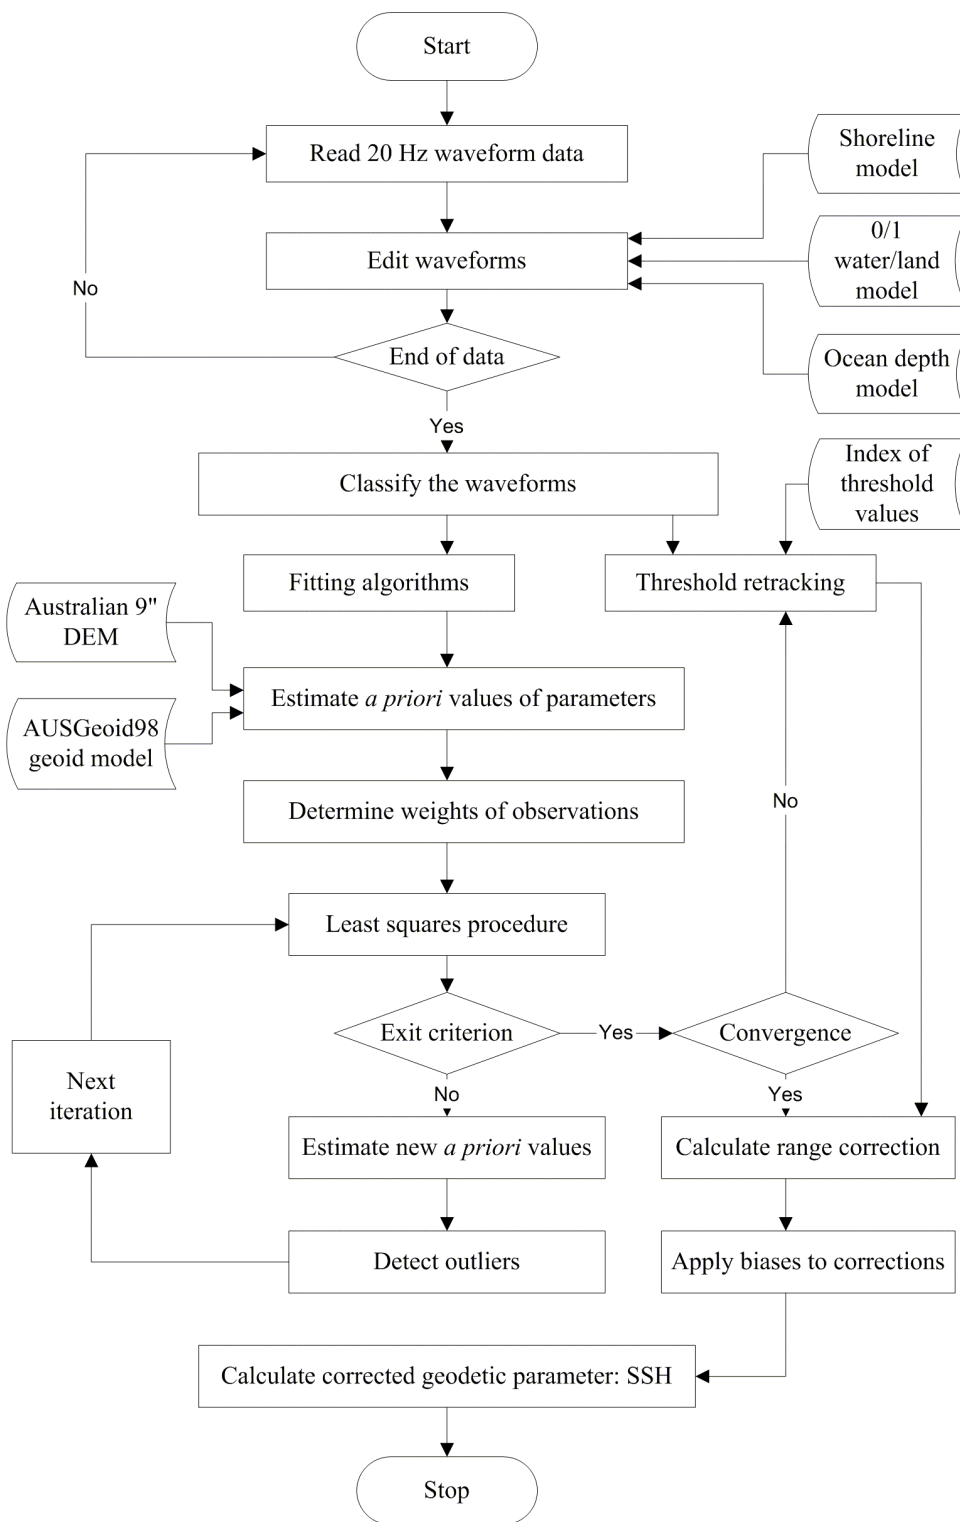 Start
Read 20 Hz waveform data
Shoreline
model
Edit waveforms
0/1
water/land
model
No
End of data
Ocean depth
model
Yes
Classify the waveforms
Index of
threshold
values
Fitting algorithms
Threshold retracking
Australian 9"
DEM
Estimate a priori values of parameters
AUSGeoid98
geoid model
Determine weights of observations
No
Least squares procedure
Exit criterion
Yes
Convergence
Next
iteration
No
Yes
Estimate new a priori values
Calculate range correction
Detect outliers
Apply biases to corrections
Calculate corrected geodetic parameter: SSH
Stop